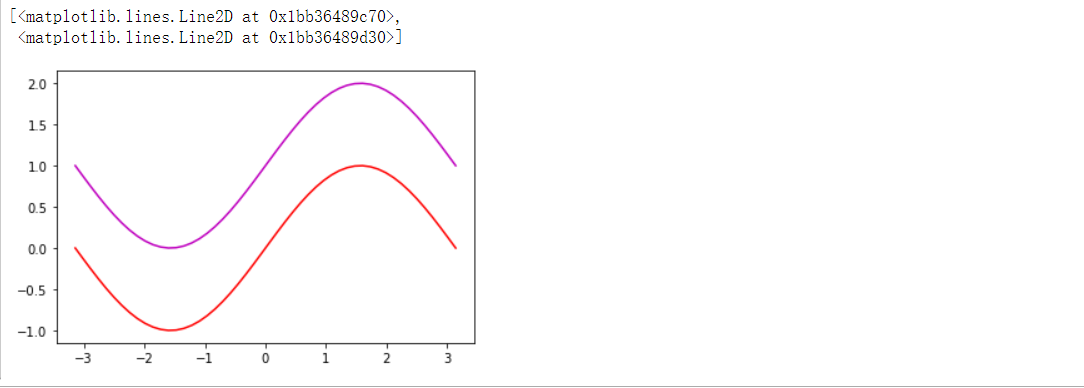 [<matplotlib.lines.Line2D at 0x1bb36489c70>,
 <matplotlib.lines.Line2D at 0x1bb36489d30>]
2.0
1.5
1.0
0.5
0.0
−0.5
−1.0
−3 −2 −1 0 1 2 3